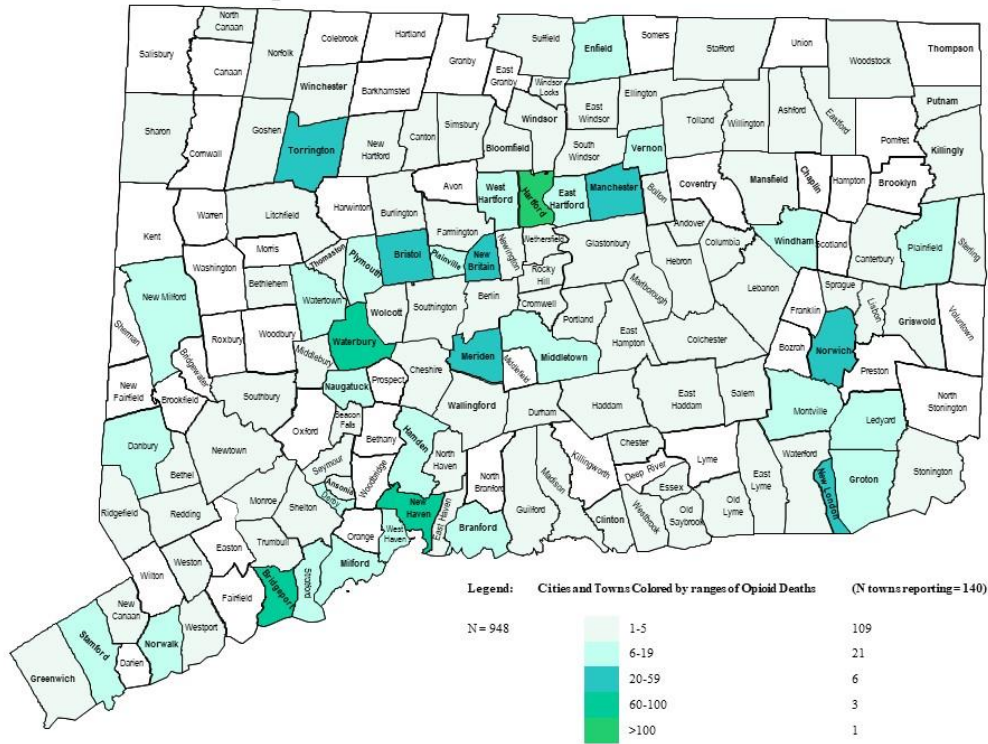 North
Canaan
Salisbury
Canaan
Norfolk
Colebrook
Hartland
Granby
Suffield
East
Granby
Windsor
Locks
Enfield
Somers
Stafford
Union
Woodstock
Thompson
Putnam
Sharon
Cornwall
Goshen
Winchester
Barkhamsted
Torrington
New
Hartford
Canton
Simsbury
Bloomfield
Windsor
East
Windsor
Ellington
South
Windsor
Vernon
Tolland
Willington
Ashford
Eastford
Pomfret
Killingly
Kent
Warren
Litchfield
Harwinton
Burlington
Avon
West
Hartford
Hartford
East
Hartford
Manchester
Bolton
Coventry
Mansfield
Chaplin
Hampton
Brooklyn
Washington
Morris
Bethlehem
Thomaston
Plymouth
Bristol
Farmington
Plainville
New
Britain
Newington
Wethersfield
Rocky
Hill
Glastonbury
Andover
Hebron
Columbia
Windham
Scotland
Canterbury
Plainfield
Sterling
New Milford
Sherman
Bridgewater
Roxbury
Woodbury
Watertown
Waterbury
Middlebury
Wolcott
Southington
Berlin
Cromwell
Portland
Marlborough
East
Hampton
Colchester
Lebanon
Franklin
Sprague
Lisbon
Griswold
Voluntown
Bozrah
Norwich
Preston
North
Stonington
New
Fairfield
Brookfield
Southbury
Naugatuck
Prospect
Cheshire
Meriden
Middlefield
Middletown
Haddam
East
Haddam
Salem
Montville
Ledyard
Danbury
Bethel
Newtown
Oxford
Beacon
Falls
Bethany
Hamden
Wallingford
Durham
Killingworth
Chester
Deep River
Essex
Lyme
East
Lyme
Waterford
New London
Groton
Stonington
Ridgefield
Redding
Monroe
Seymour
Ansonia
Derby
Shelton
Woodbridge
New
Haven
North
Haven
East Haven
North
Branford
Branford
Guilford
Madison
Clinton
Westbrook
Old
Saybrook
Old
Lyme
Wilton
Weston
Easton
Trumbull
Orange
West
Haven
Milford
Stratford
Bridgeport
Fairfield
New
Canaan
Westport
Norwalk
Darien
Stamford
Greenwich
Legend: Cities and Towns Colored by ranges of Opioid Deaths (N towns reporting= 140)
N = 948
1-5 109
6-19 21
20-59 6
60-100 3
>100 1